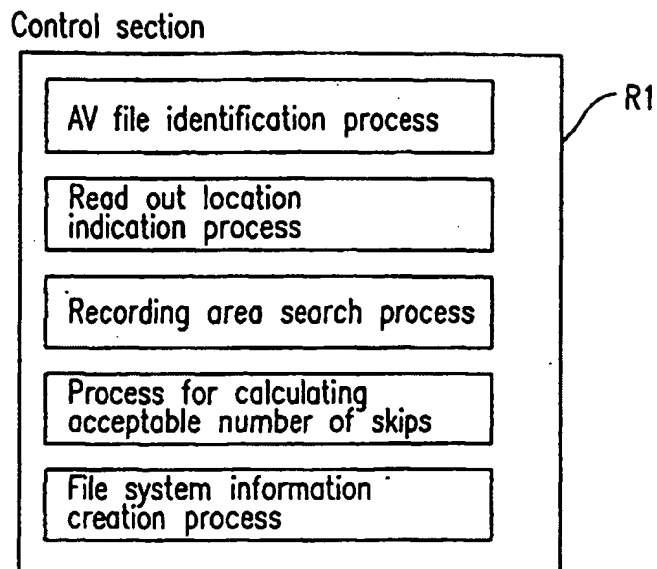 Control section
R1
AV file identification process
Read out location
indication process
Recording area search process
Process for calculating
acceptable number of skips
File system information
creation process